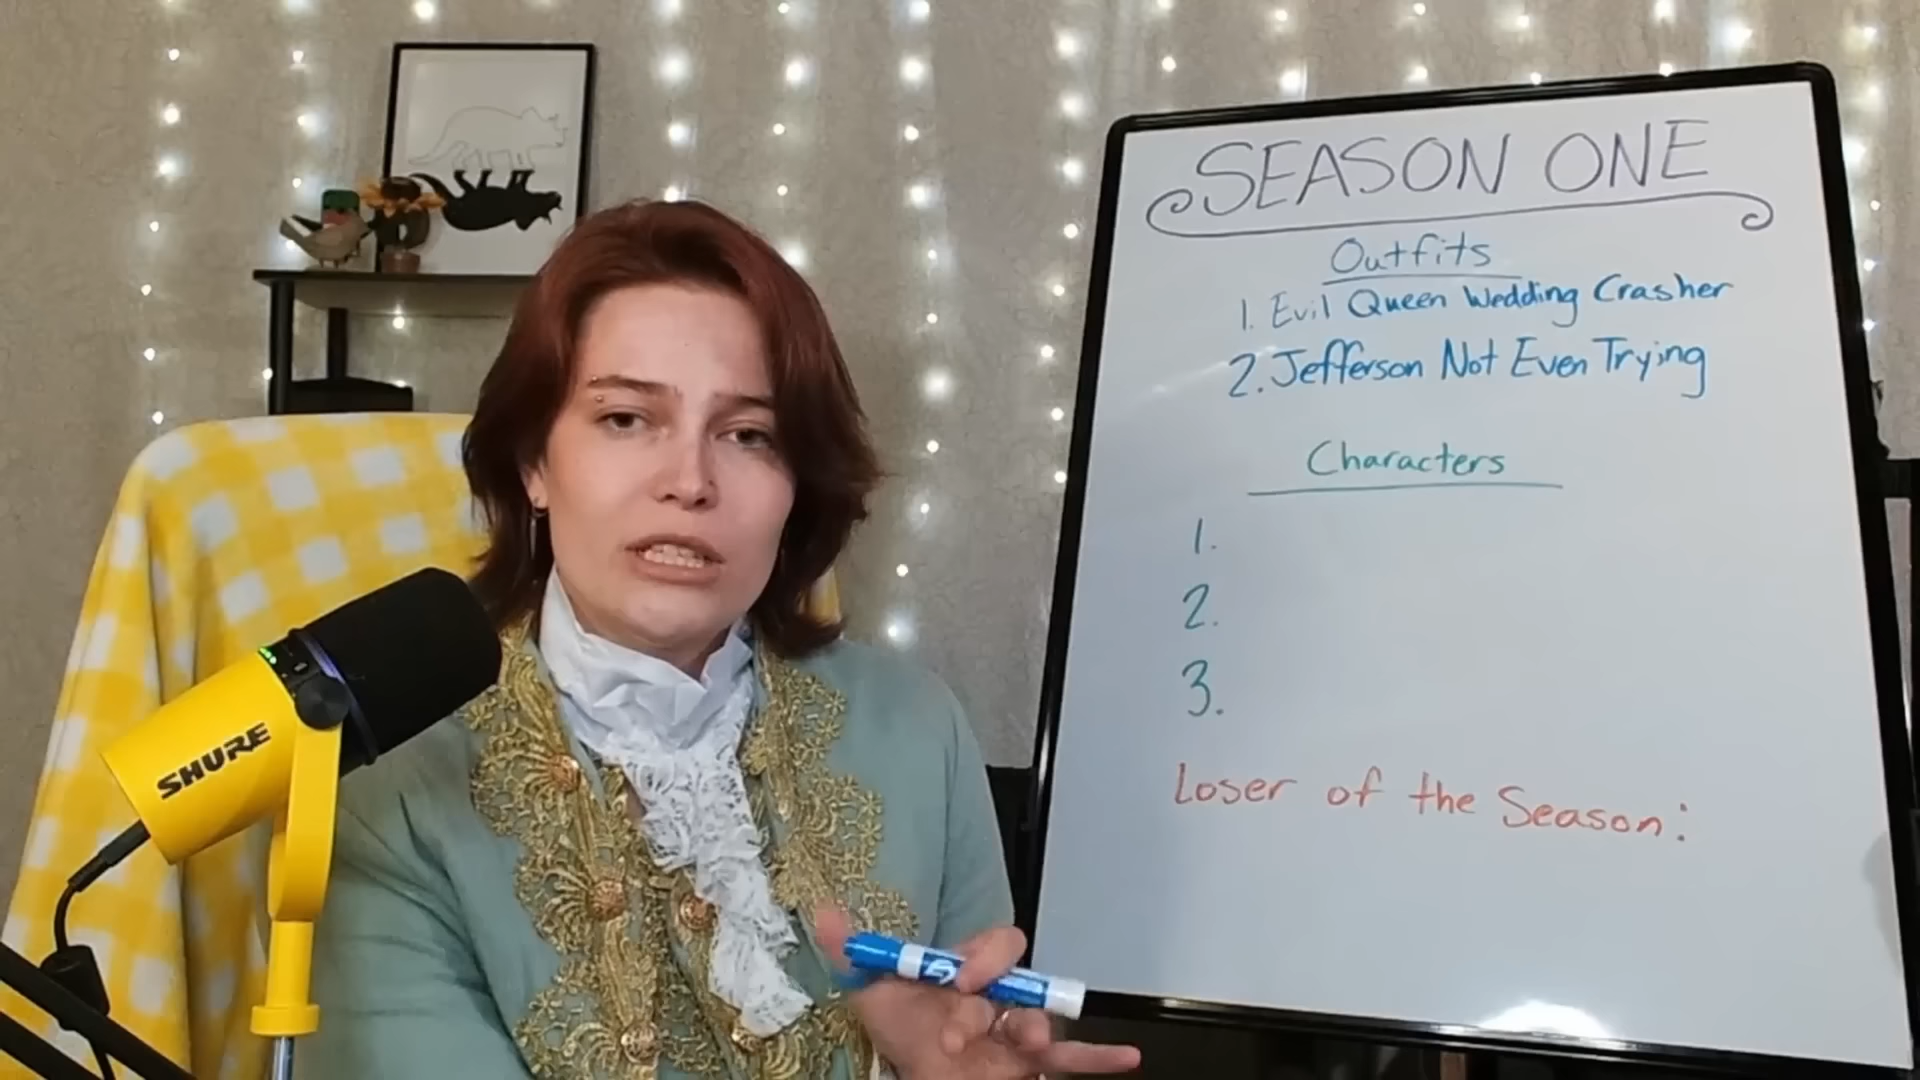 SEASON ONE
Outfits
1. Evil Queen Wedding Crasher
2. Jefferson Not Even Trying
Characters
1.
2.
3.
Loser of the Season:
SHURE